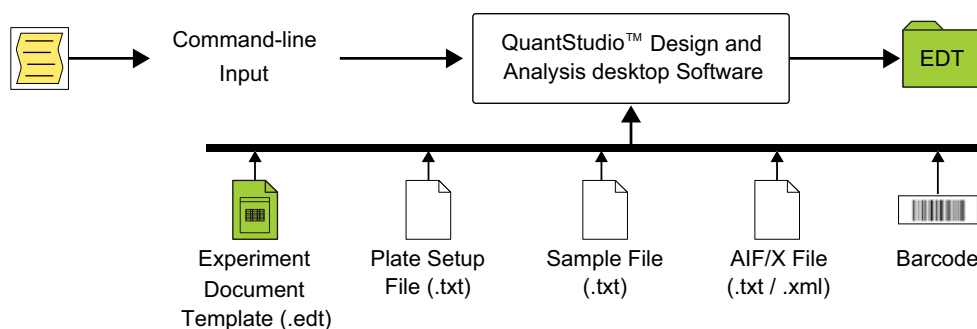 Command-line
Input
QuantStudio™ Design and
Analysis desktop Software
EDT
Experiment
Document
Template (.edt)
Plate Setup
File (.txt)
Sample File
(.txt)
AIF/X File
(.txt / .xml)
Barcode